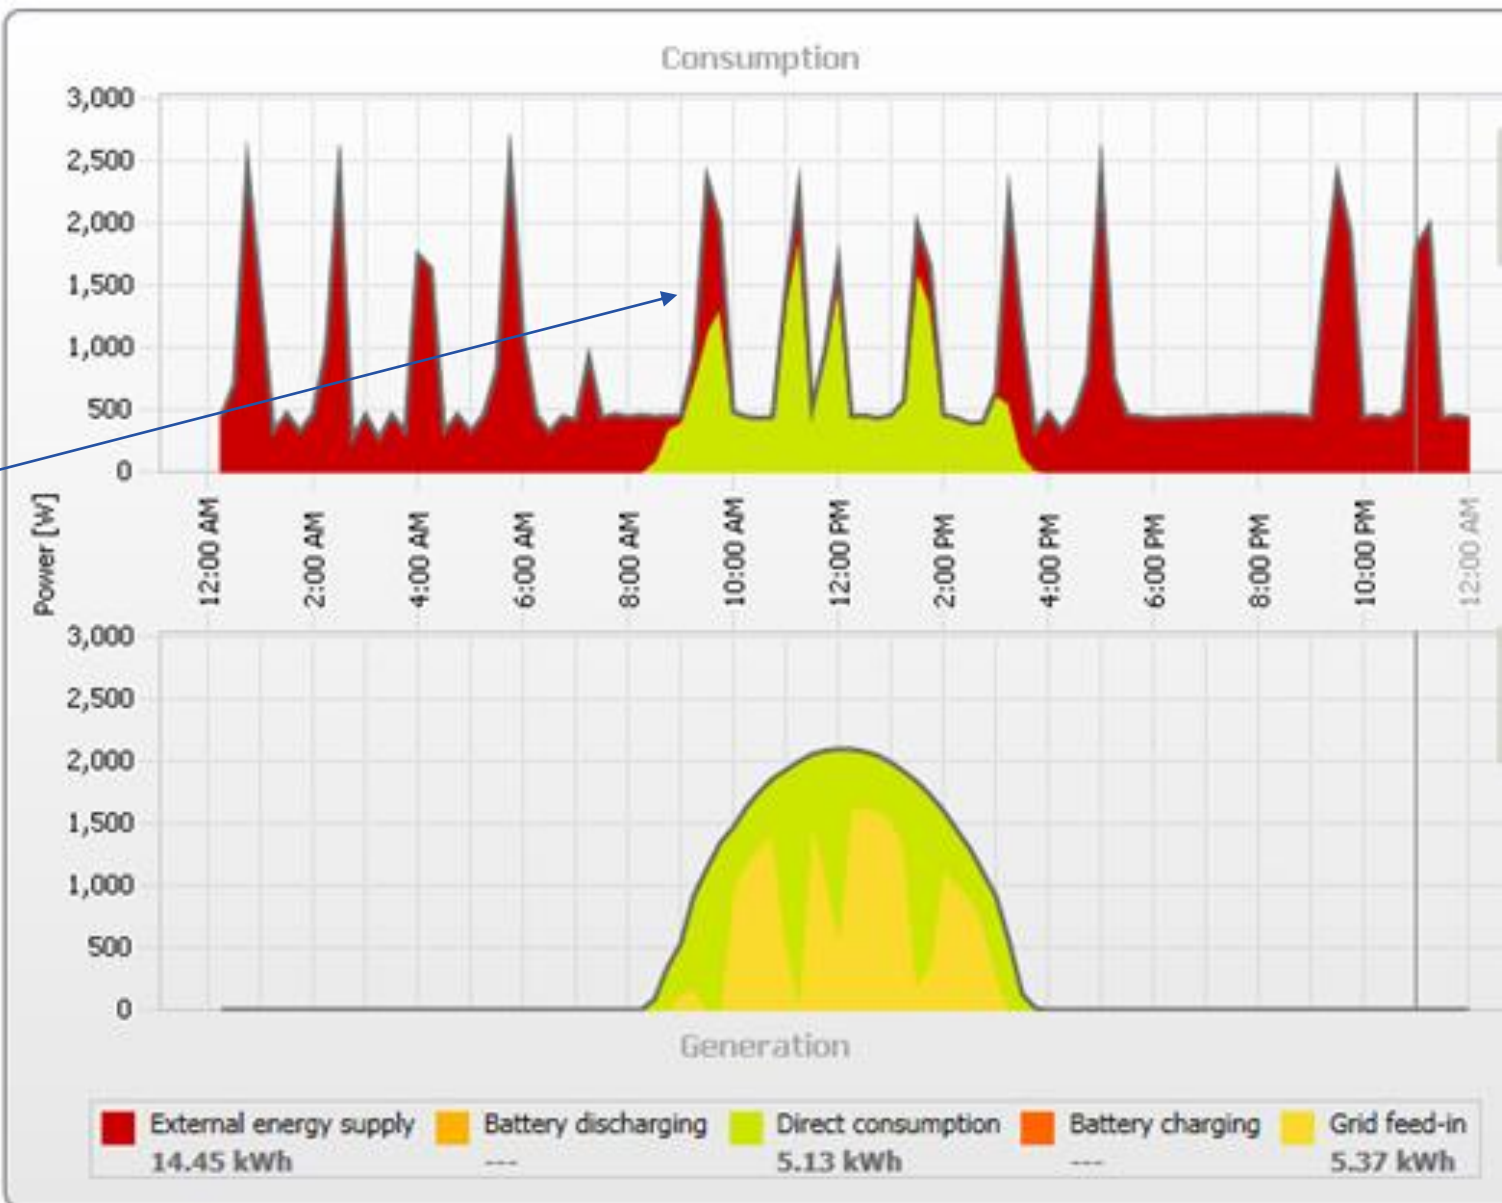 Consumption
3,000
2,500
2,000
1,500
1,000
500
0
Power [W]
12:00 AM
2:00 AM
4:00 AM
6:00 AM
8:00 AM
10:00 AM
12:00 PM
2:00 PM
4:00 PM
6:00 PM
8:00 PM
10:00 PM
12:00 AM
3,000
2,500
2,000
1,500
1,000
500
0
Generation
External energy supply Battery discharging Direct consumption Battery charging Grid feed-in
14.45 kWh --- 5.13 kWh --- 5.37 kWh